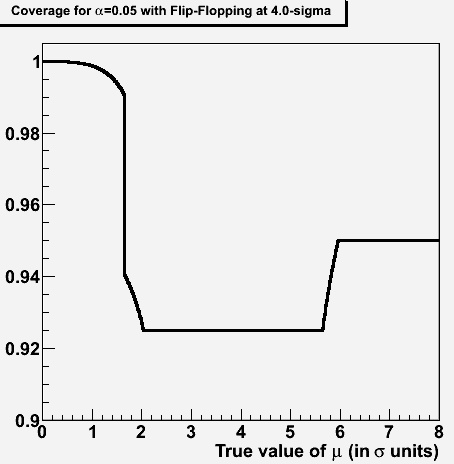 Coverage for α=0.05 with Flip-Flopping at 4.0-sigma
1
0.98
0.96
0.94
0.92
0.9
0 1 2 3 4 5 6 7 8
True value of μ (in σ units)